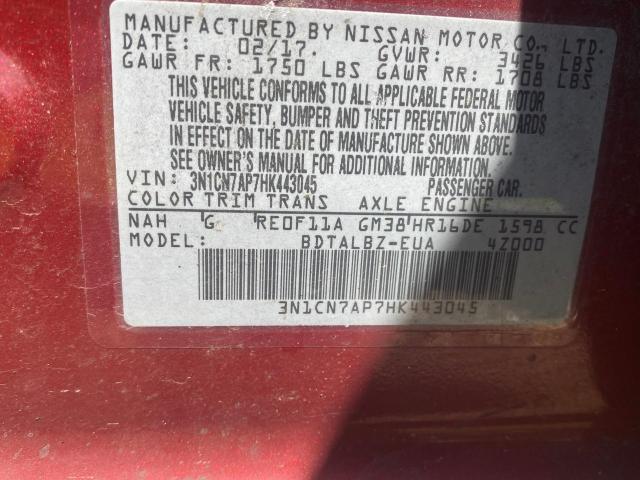 MANUFACTURED BY NISSAN MOTOR CO., LTD.
DATE: 02/17. GVWR: 3426 LBS
GAWR FR: 1750 LBS GAWR RR: 1708 LBS
THIS VEHICLE CONFORMS TO ALL APPLICABLE FEDERAL MOTOR
VEHICLE SAFETY, BUMPER AND THEFT PREVENTION STANDARDS
IN EFFECT ON THE DATE OF MANUFACTURE SHOWN ABOVE.
SEE OWNER'S MANUAL FOR ADDITIONAL INFORMATION.
VIN: 3N1CN7AP7HK443045 PASSENGER CAR.
COLOR TRIM TRANS AXLE ENGINE
NAH G RE0F11A GM38 HR16DE 1598 CC
MODEL: BDTALBZ-EUA 4Z000
3N1CN7AP7HK443045